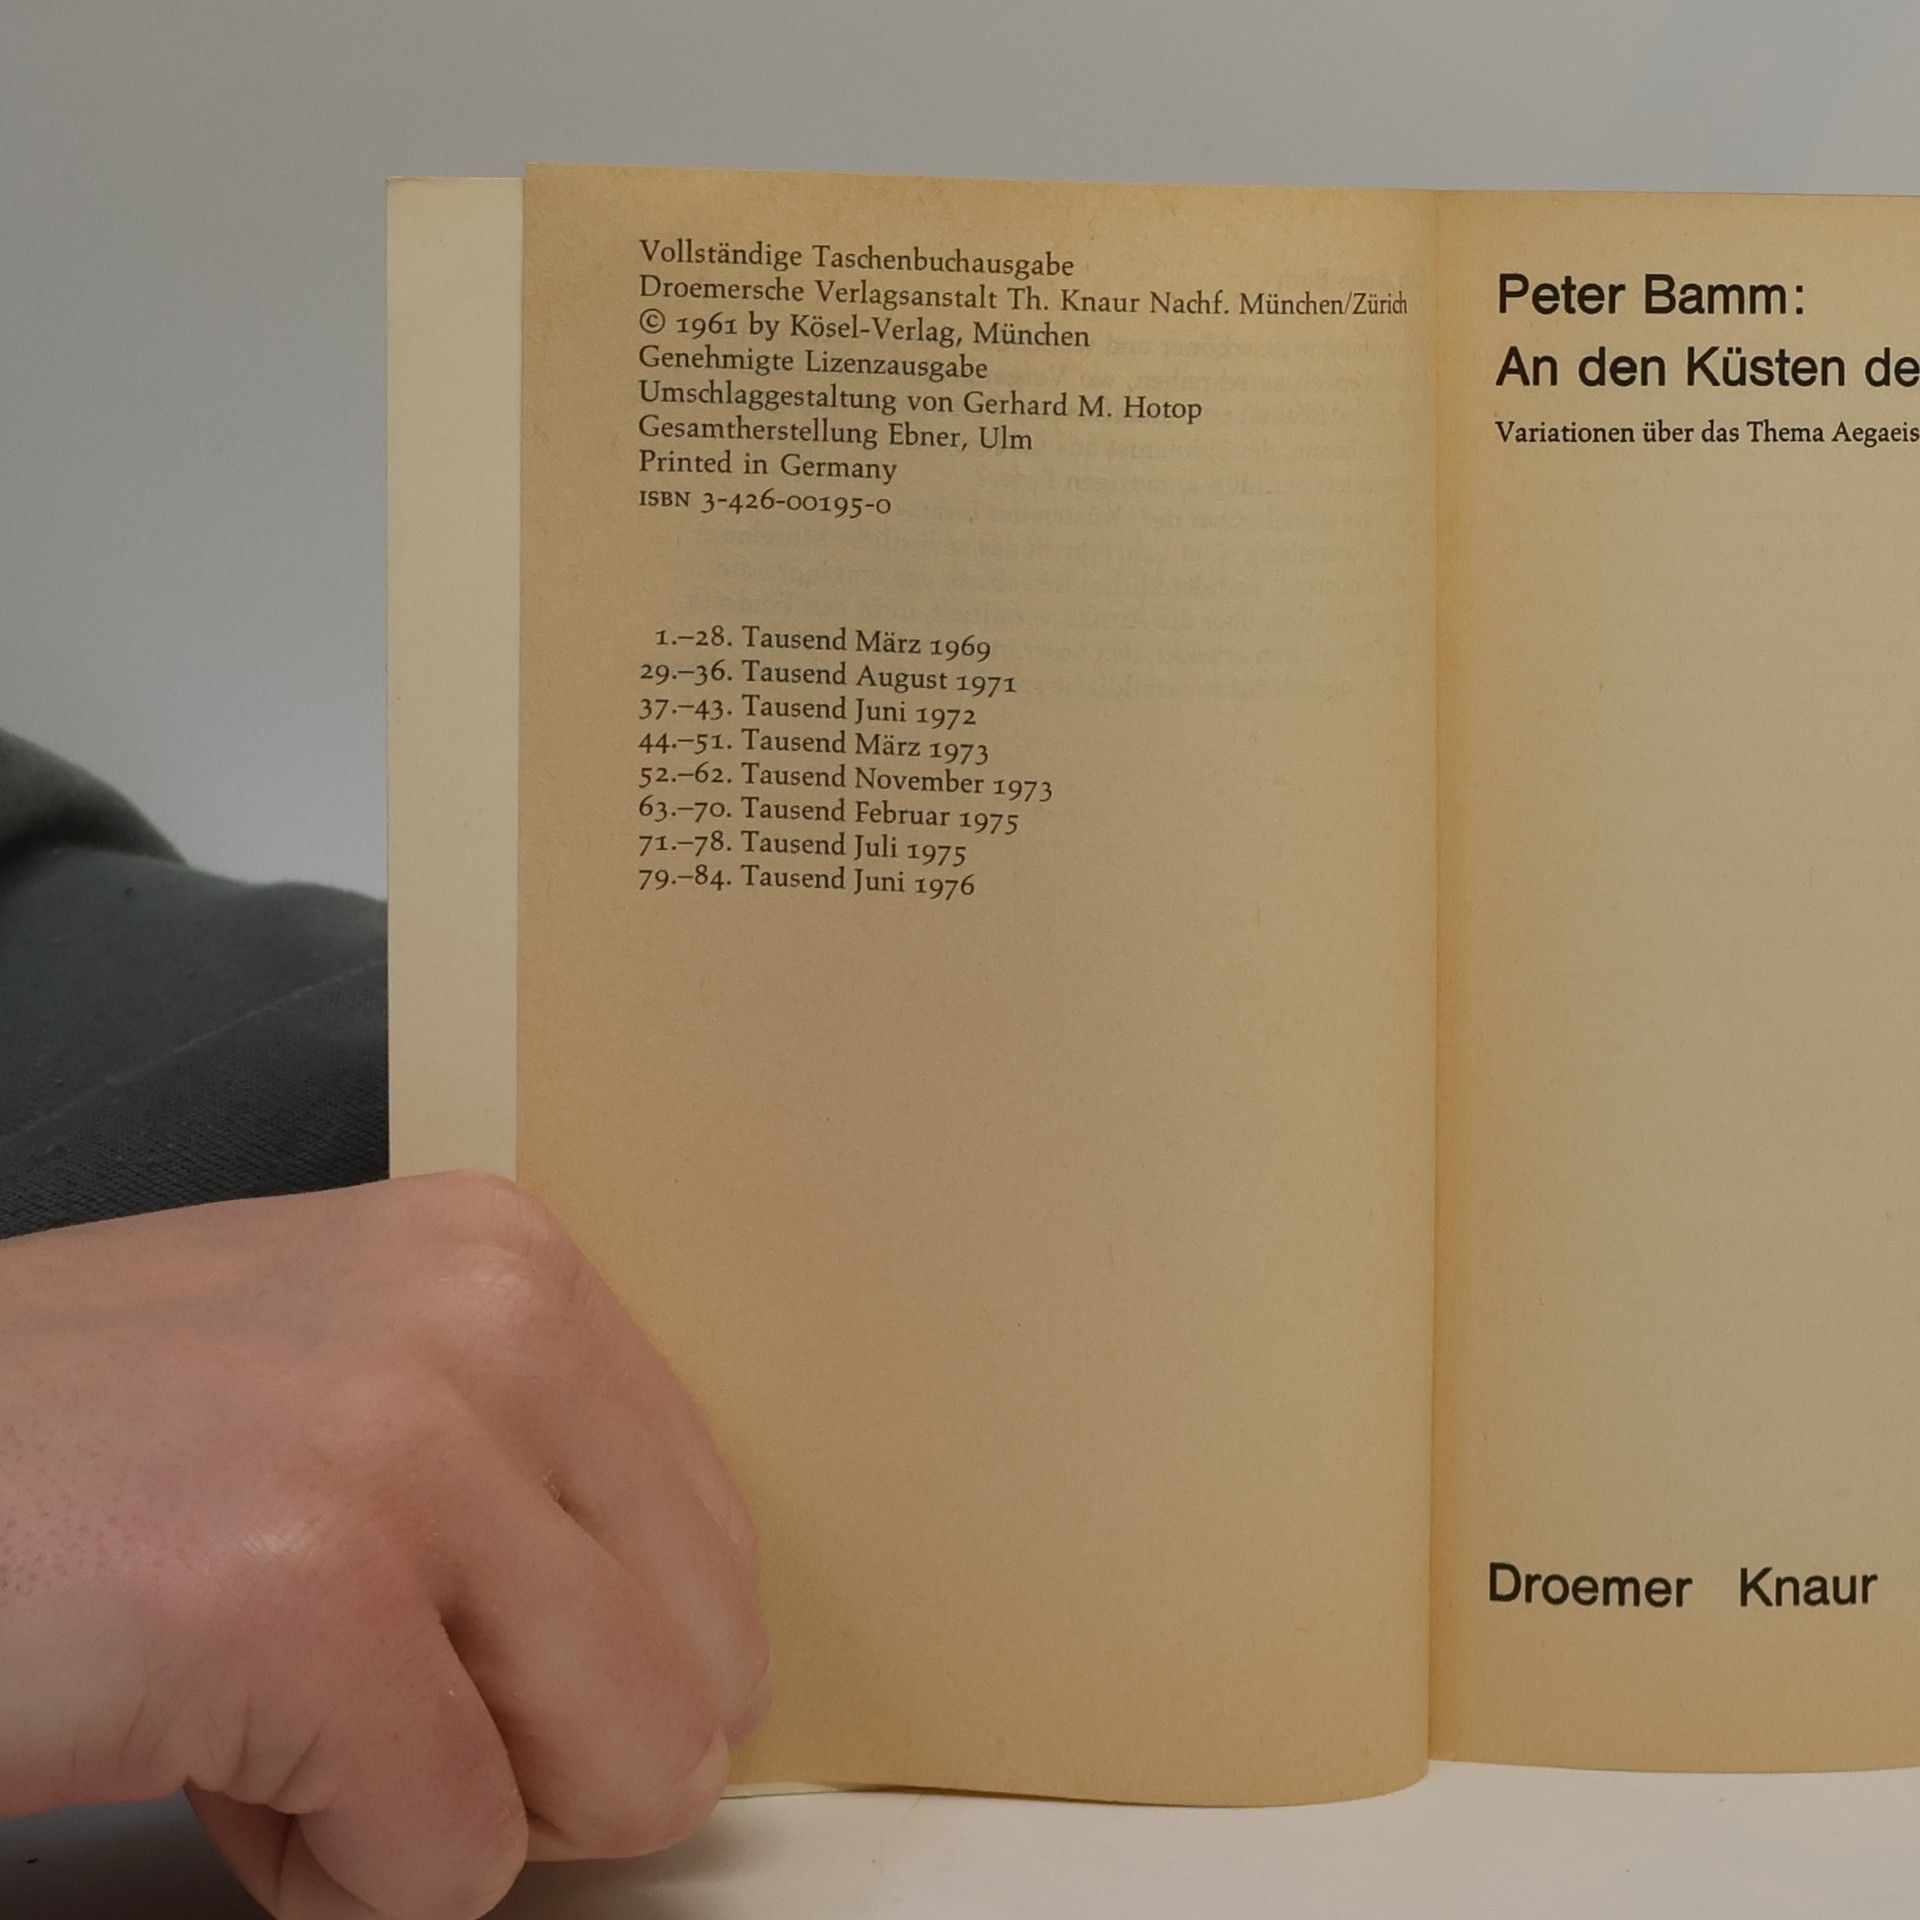 Vollständige Taschenbuchausgabe
Droemersche Verlagsanstalt Th. Knaur Nachf. München/Zürich
© 1961 by Kösel-Verlag, München
Genehmigte Lizenzausgabe
Umschlaggestaltung von Gerhard M. Hotop
Gesamtherstellung Ebner, Ulm
Printed in Germany
ISBN 3-426-00195-0
1.–28. Tausend März 1969
29.–36. Tausend August 1971
37.–43. Tausend Juni 1972
44.–51. Tausend März 1973
52.–62. Tausend November 1973
63.–70. Tausend Februar 1975
71.–78. Tausend Juli 1975
79.–84. Tausend Juni 1976
Peter Bamm:
An den Küsten de
Variationen über das Thema Aegaeis
Droemer Knaur